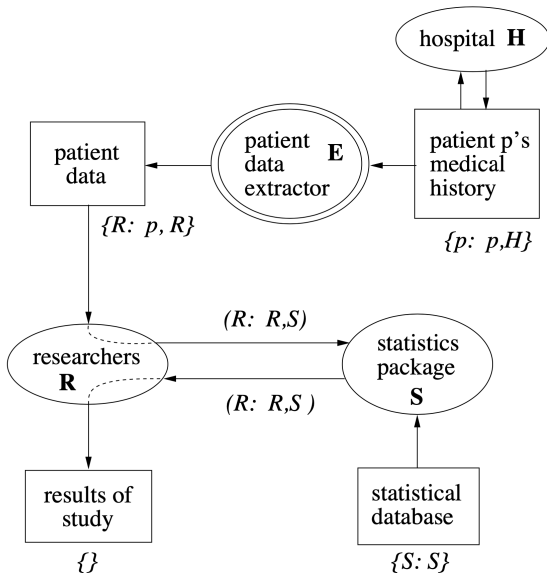 hospital H
patient p's
medical
history
{p: p,H}
patient
data
extractor
E
patient
data
{R: p, R}
(R: R,S)
researchers
R
(R: R,S )
statistics
package
S
results of
study
{}
statistical
database
{S: S}